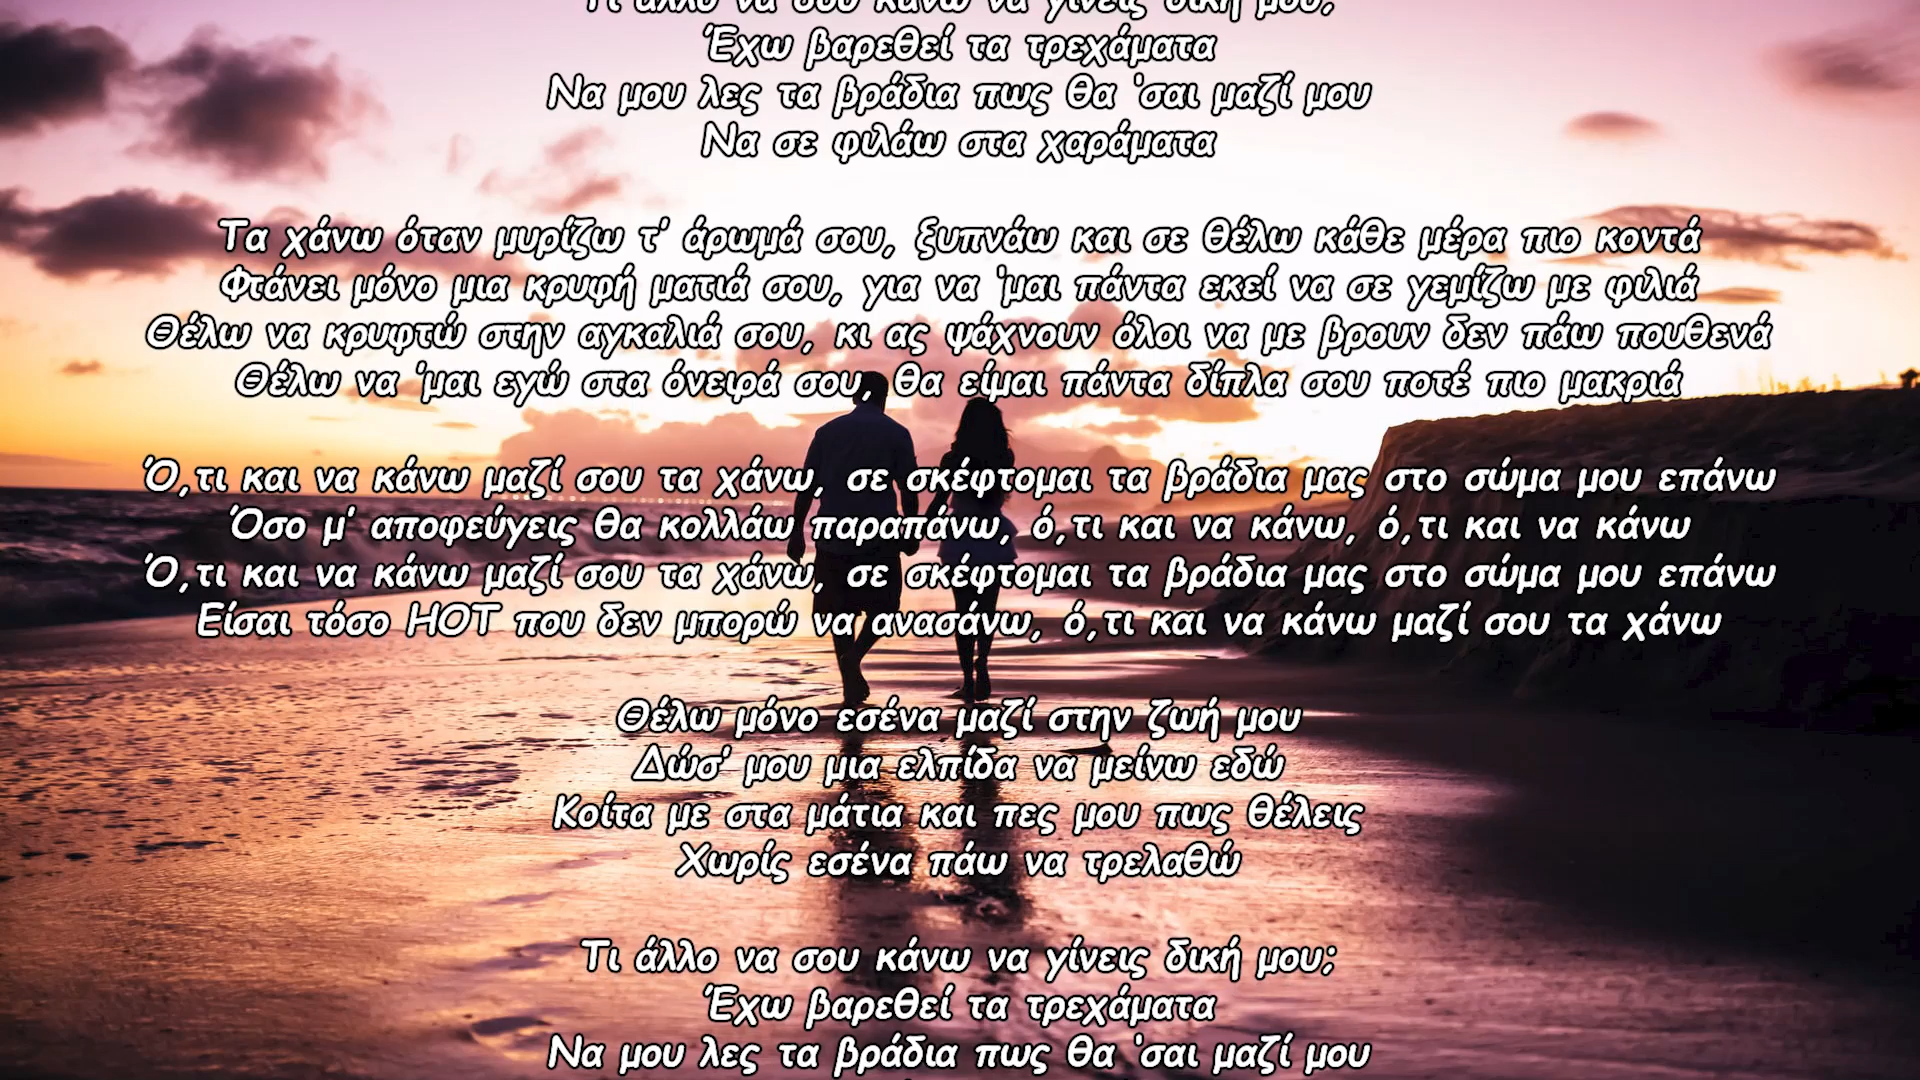 Τι άλλο να σου κάνω να γίνεις δική μου;
Έχω βαρεθεί τα τρεχάματα
Να μου λες τα βράδια πως θα 'σαι μαζί μου
Να σε φιλάω στα χαράματα
Τα χάνω όταν μυρίζω τ' άρωμά σου, ξυπνάω και σε θέλω κάθε μέρα πιο κοντά
Φτάνει μόνο μια κρυφή ματιά σου, για να 'μαι πάντα εκεί να σε γεμίζω με φιλιά
Θέλω να κρυφτώ στην αγκαλιά σου, κι ας ψάχνουν όλοι να με βρουν δεν πάω πουθενά
Θέλω να 'μαι εγώ στα όνειρά σου, θα είμαι πάντα δίπλα σου ποτέ πιο μακριά
Ό,τι και να κάνω μαζί σου τα χάνω, σε σκέφτομαι τα βράδια μας στο σώμα μου επάνω
Όσο μ' αποφεύγεις θα κολλάω παραπάνω, ό,τι και να κάνω, ό,τι και να κάνω
Ό,τι και να κάνω μαζί σου τα χάνω, σε σκέφτομαι τα βράδια μας στο σώμα μου επάνω
Είσαι τόσο HOT που δεν μπορώ να ανασάνω, ό,τι και να κάνω μαζί σου τα χάνω
Θέλω μόνο εσένα μαζί στην ζωή μου
Δώσ' μου μια ελπίδα να μείνω εδώ
Κοίτα με στα μάτια και πες μου πως θέλεις
Χωρίς εσένα πάω να τρελαθώ
Τι άλλο να σου κάνω να γίνεις δική μου;
Έχω βαρεθεί τα τρεχάματα
Να μου λες τα βράδια πως θα 'σαι μαζί μου